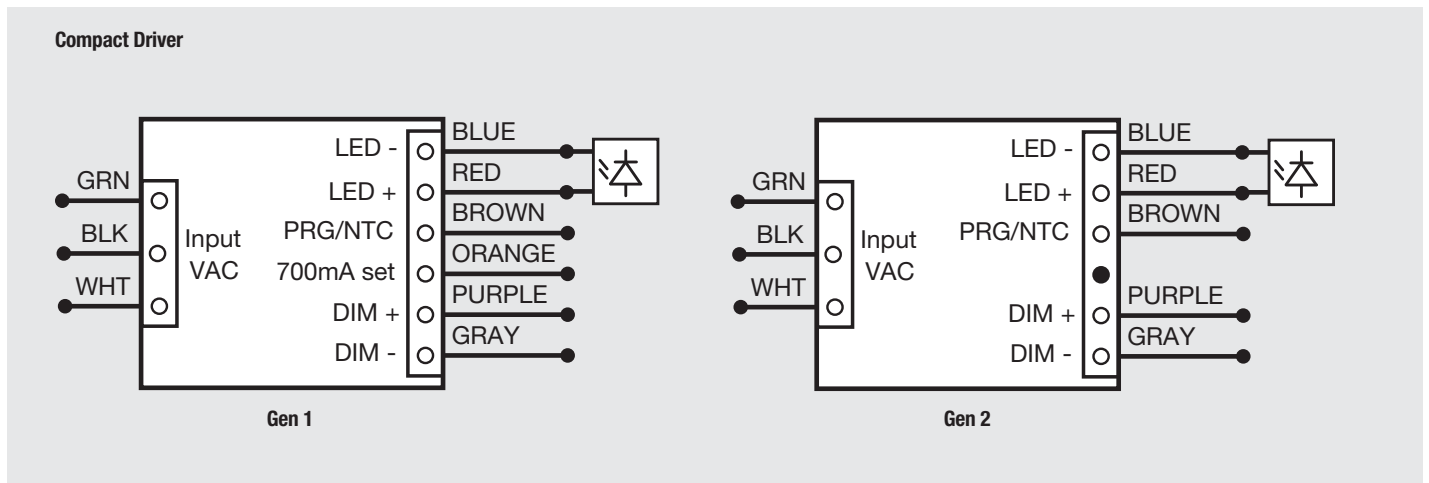 Compact Driver
GRN
BLK
WHT
Input
VAC
LED -
LED +
PRG/NTC
700mA set
DIM +
DIM -
BLUE
RED
BROWN
ORANGE
PURPLE
GRAY
Gen 1
GRN
BLK
WHT
Input
VAC
LED -
LED +
PRG/NTC
DIM +
DIM -
BLUE
RED
BROWN
PURPLE
GRAY
Gen 2